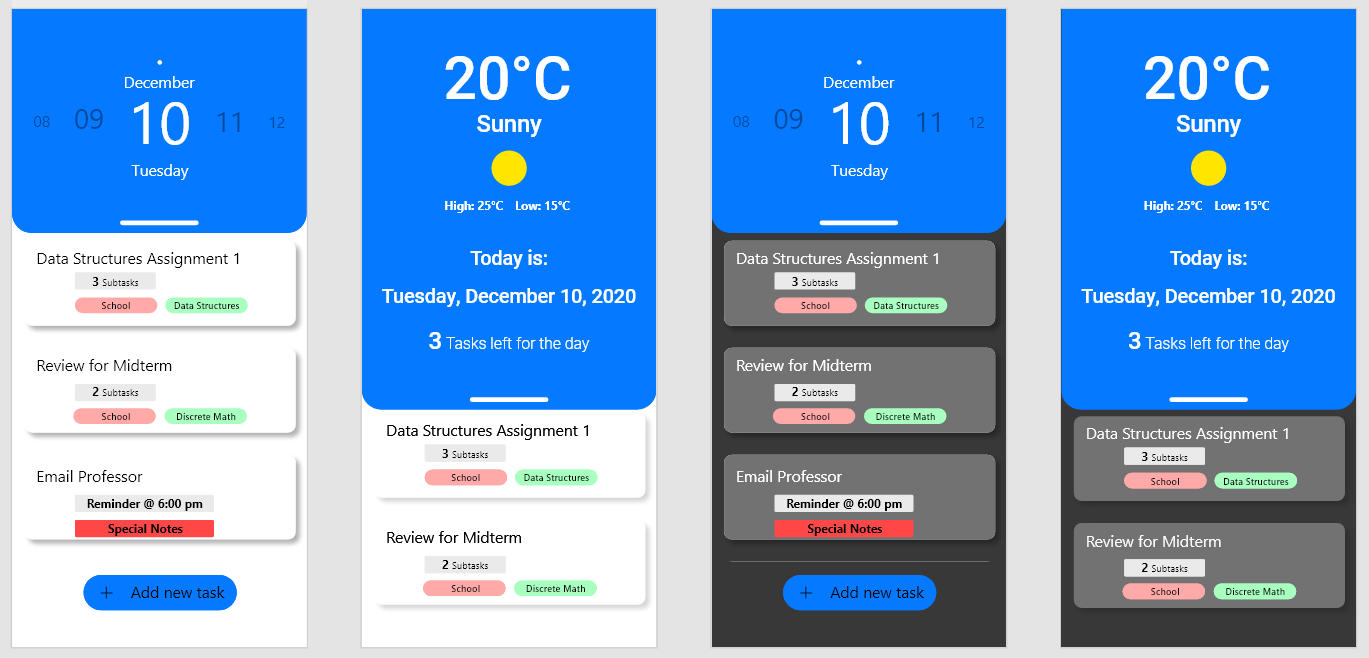 December
08 09 10 11 12
Tuesday
Data Structures Assignment 1
3 Subtasks
School Data Structures
Review for Midterm
2 Subtasks
School Discrete Math
Email Professor
Reminder @ 6:00 pm
Special Notes
+ Add new task
20°C
Sunny
High: 25°C Low: 15°C
Today is:
Tuesday, December 10, 2020
3 Tasks left for the day
Data Structures Assignment 1
3 Subtasks
School Data Structures
Review for Midterm
2 Subtasks
School Discrete Math
December
08 09 10 11 12
Tuesday
Data Structures Assignment 1
3 Subtasks
School Data Structures
Review for Midterm
2 Subtasks
School Discrete Math
Email Professor
Reminder @ 6:00 pm
Special Notes
+ Add new task
20°C
Sunny
High: 25°C Low: 15°C
Today is:
Tuesday, December 10, 2020
3 Tasks left for the day
Data Structures Assignment 1
3 Subtasks
School Data Structures
Review for Midterm
2 Subtasks
School Discrete Math